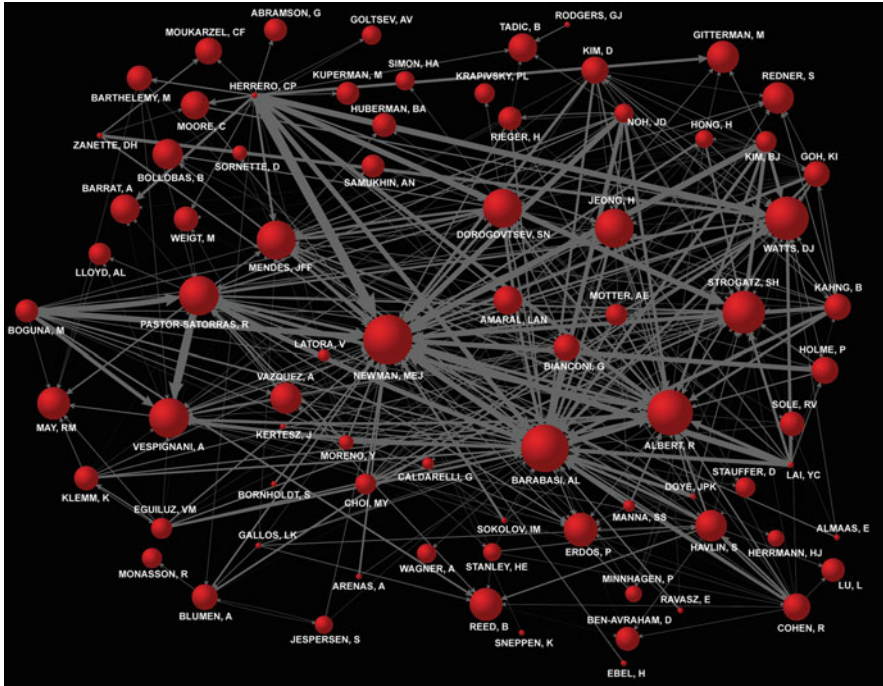 ABRAMSON, G
RODGERS, GJ
GOLTSEV, AV
TADIC, B
KIM, D
GITTERMAN, M
MOUKARZEL, CF
SIMON, HA
KUPERMAN, M
KRAPIVSKY, PL
HERRERO, CP
BARTHELEMY, M
REDNER, S
HUBERMAN, BA
MOORE, C
NOH, JD
ZANETTE, DH
RIEGER, H
HONG, H
KIM, BJ
GOH, KI
SORNETTE, D
BOLLOBAS, B
SAMUKHIN, AN
BARRAT, A
JEONG, H
DOROGOVTSEV, SN
WEIGT, M
WATTS, DJ
MENDES, JFF
LLOYD, AL
STROGATZ, SH
KAHNG, B
MOTTER, AE
PASTOR-SATORRAS, R
AMARAL, LAN
BOGUNA, M
LATORA, V
HOLME, P
BIANCONI, G
NEWMAN, MEJ
VAZQUEZ, A
SOLE, RV
MAY, RM
KERTESZ, J
VESPIGNANI, A
ALBERT, R
MORENO, Y
BARABASI, AL
LAI, YC
STAUFFER, D
CALDARELLI, G
KLEMM, K
DOYE, JPK
BORNHOLDT, S
CHOI, MY
EGUILUZ, VM
MANNA, SS
SOKOLOV, IM
ALMAAS, E
GALLOS, LK
HAVLIN, S
ERDOS, P
HERRMANN, HJ
WAGNER, A
STANLEY, HE
MONASSON, R
ARENAS, A
MINNHAGEN, P
LU, L
RAVASZ, E
BLUMEN, A
REED, B
BEN-AVRAHAM, D
COHEN, R
JESPERSEN, S
SNEPPEN, K
EBEL, H